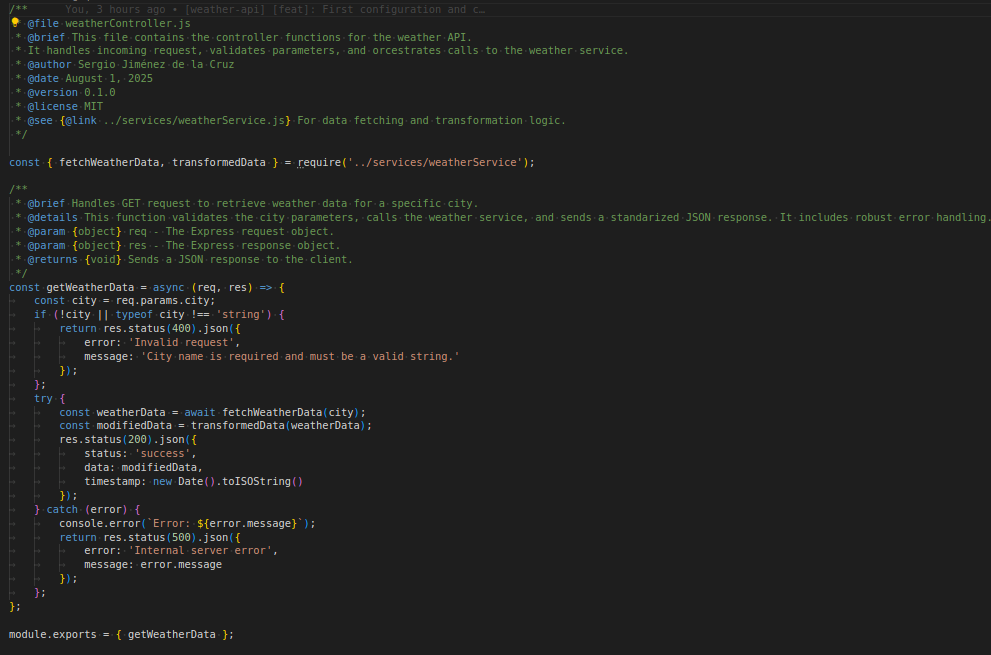 /** You, 3 hours ago • [weather-api] [feat]: First configuration and c…
@file weatherController.js
* @brief This file contains the controller functions for the weather API.
* It handles incoming request, validates parameters, and orcestrates calls to the weather service.
* @author Sergio Jiménez de la Cruz
* @date August 1, 2025
* @version 0.1.0
* @license MIT
* @see {@link ../services/weatherService.js} For data fetching and transformation logic.
*/
const { fetchWeatherData, transformedData } = require('../services/weatherService');
/**
* @brief Handles GET request to retrieve weather data for a specific city.
* @details This function validates the city parameters, calls the weather service, and sends a standarized JSON response. It includes robust error handling.
* @param {object} req - The Express request object.
* @param {object} res - The Express response object.
* @returns {void} Sends a JSON response to the client.
*/
const getWeatherData = async (req, res) => {
const city = req.params.city;
if (!city || typeof city !== 'string') {
return res.status(400).json({
error: 'Invalid request',
message: 'City name is required and must be a valid string.'
});
};
try {
const weatherData = await fetchWeatherData(city);
const modifiedData = transformedData(weatherData);
res.status(200).json({
status: 'success',
data: modifiedData,
timestamp: new Date().toISOString()
});
} catch (error) {
console.error(`Error: ${error.message}`);
return res.status(500).json({
error: 'Internal server error',
message: error.message
});
};
};
module.exports = { getWeatherData };